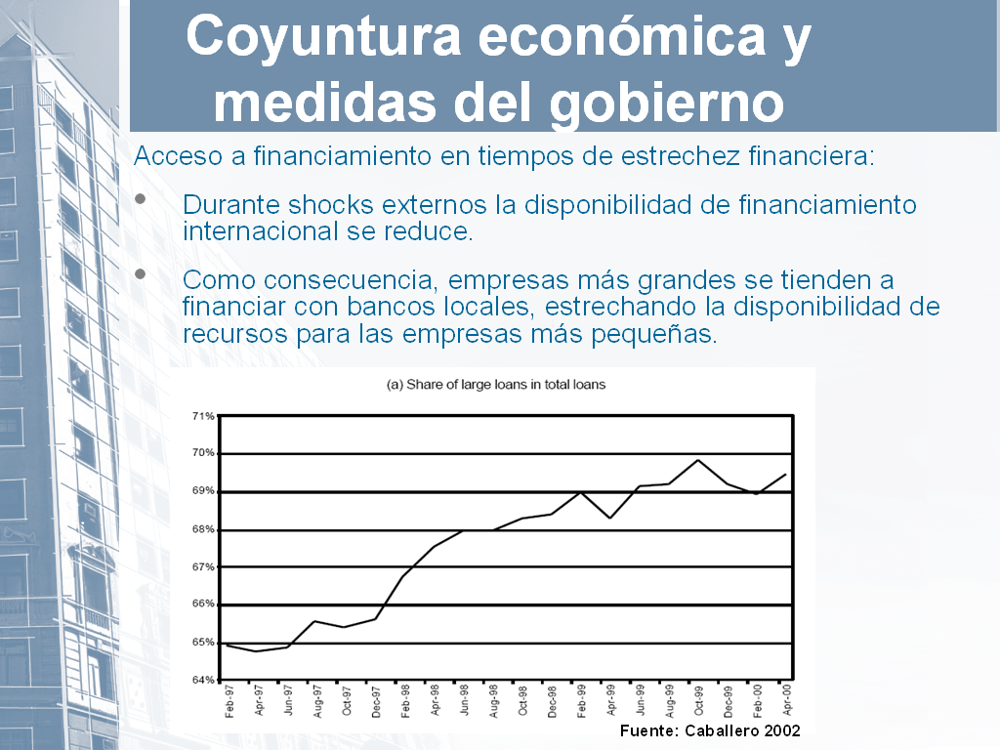 Coyuntura económica y
medidas del gobierno
Acceso a financiamiento en tiempos de estrechez financiera:
• Durante shocks externos la disponibilidad de financiamiento
internacional se reduce.
• Como consecuencia, empresas más grandes se tienden a
financiar con bancos locales, estrechando la disponibilidad de
recursos para las empresas más pequeñas.
(a) Share of large loans in total loans
71%
70%
69%
68%
67%
66%
65%
64%
Feb-97 Apr-97 Jun-97 Aug-97 Oct-97 Dec-97 Feb-98 Apr-98 Jun-98 Aug-98 Oct-98 Dec-98 Feb-99 Apr-99 Jun-99 Aug-99 Oct-99 Dec-99 Feb-00 Apr-00
Fuente: Caballero 2002